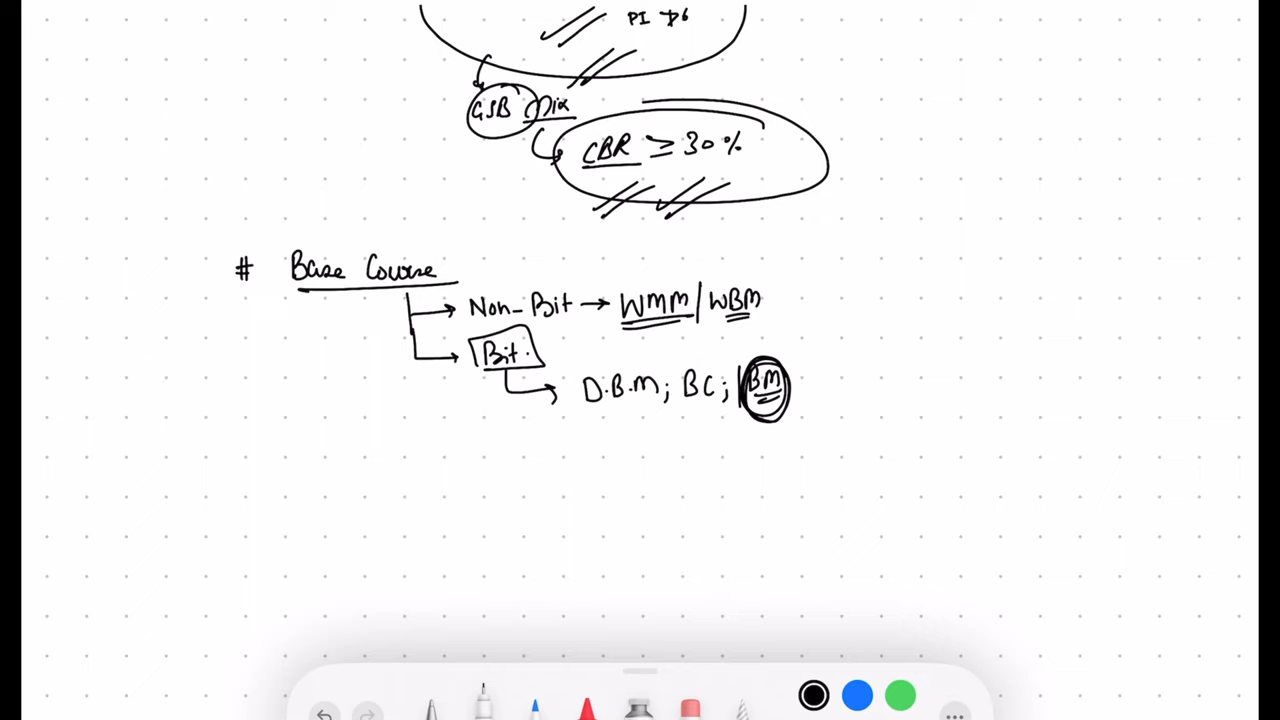 PI ≯6
GSB Mix
CBR ≥ 30%
# Base Course
Non-Bit → WMM/WBM
Bit.
D.B.M; BC; BM